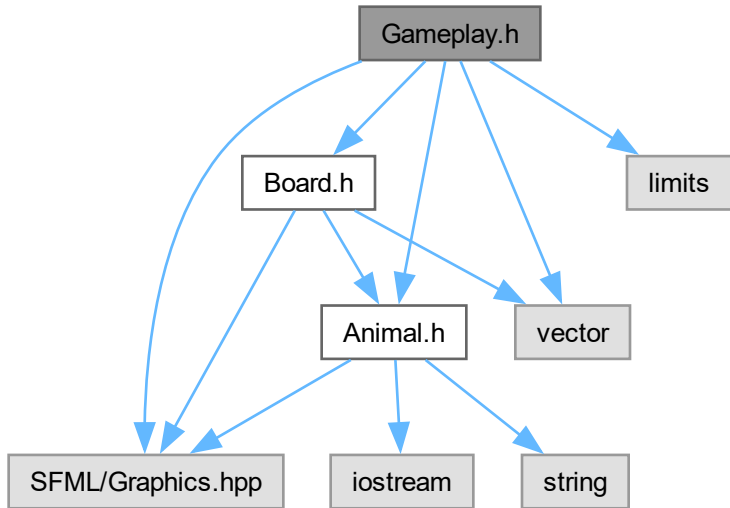 Gameplay.h
Board.h
limits
Animal.h
vector
SFML/Graphics.hpp
iostream
string